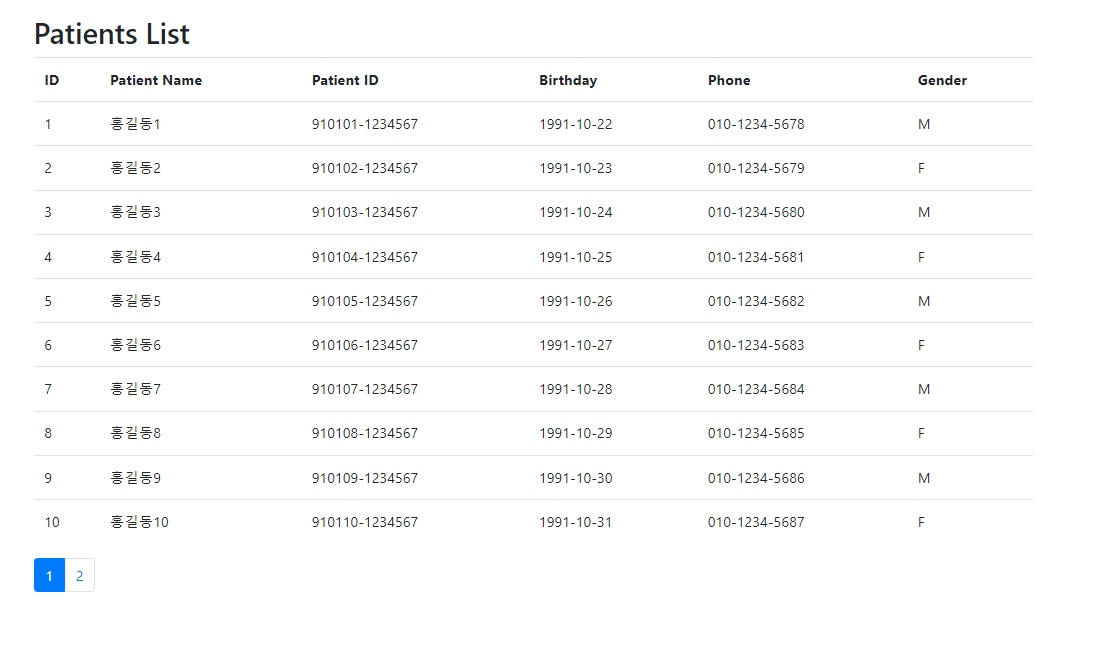 Patients List
ID Patient Name Patient ID Birthday Phone Gender
1 홍길동1 910101-1234567 1991-10-22 010-1234-5678 M
2 홍길동2 910102-1234567 1991-10-23 010-1234-5679 F
3 홍길동3 910103-1234567 1991-10-24 010-1234-5680 M
4 홍길동4 910104-1234567 1991-10-25 010-1234-5681 F
5 홍길동5 910105-1234567 1991-10-26 010-1234-5682 M
6 홍길동6 910106-1234567 1991-10-27 010-1234-5683 F
7 홍길동7 910107-1234567 1991-10-28 010-1234-5684 M
8 홍길동8 910108-1234567 1991-10-29 010-1234-5685 F
9 홍길동9 910109-1234567 1991-10-30 010-1234-5686 M
10 홍길동10 910110-1234567 1991-10-31 010-1234-5687 F
1 2